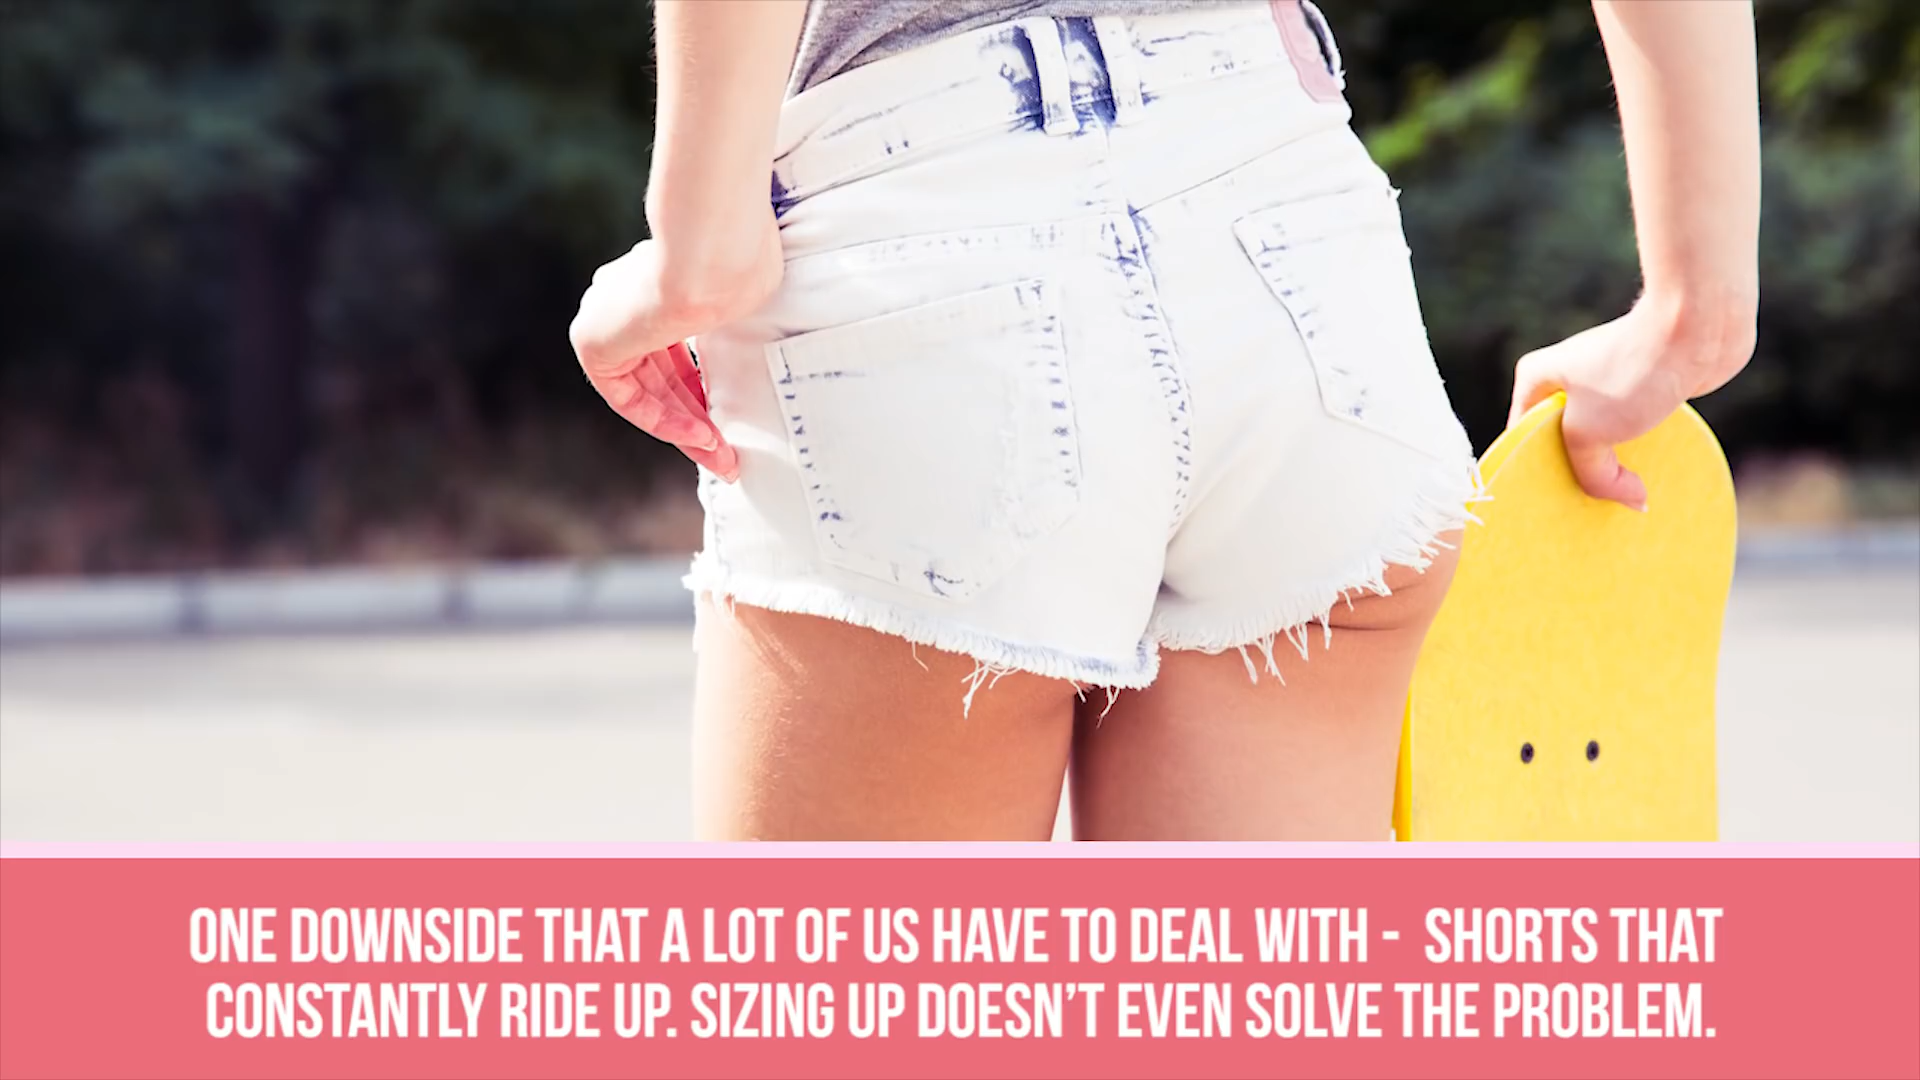 ONE DOWNSIDE THAT A LOT OF US HAVE TO DEAL WITH - SHORTS THAT
CONSTANTLY RIDE UP. SIZING UP DOESN'T EVEN SOLVE THE PROBLEM.